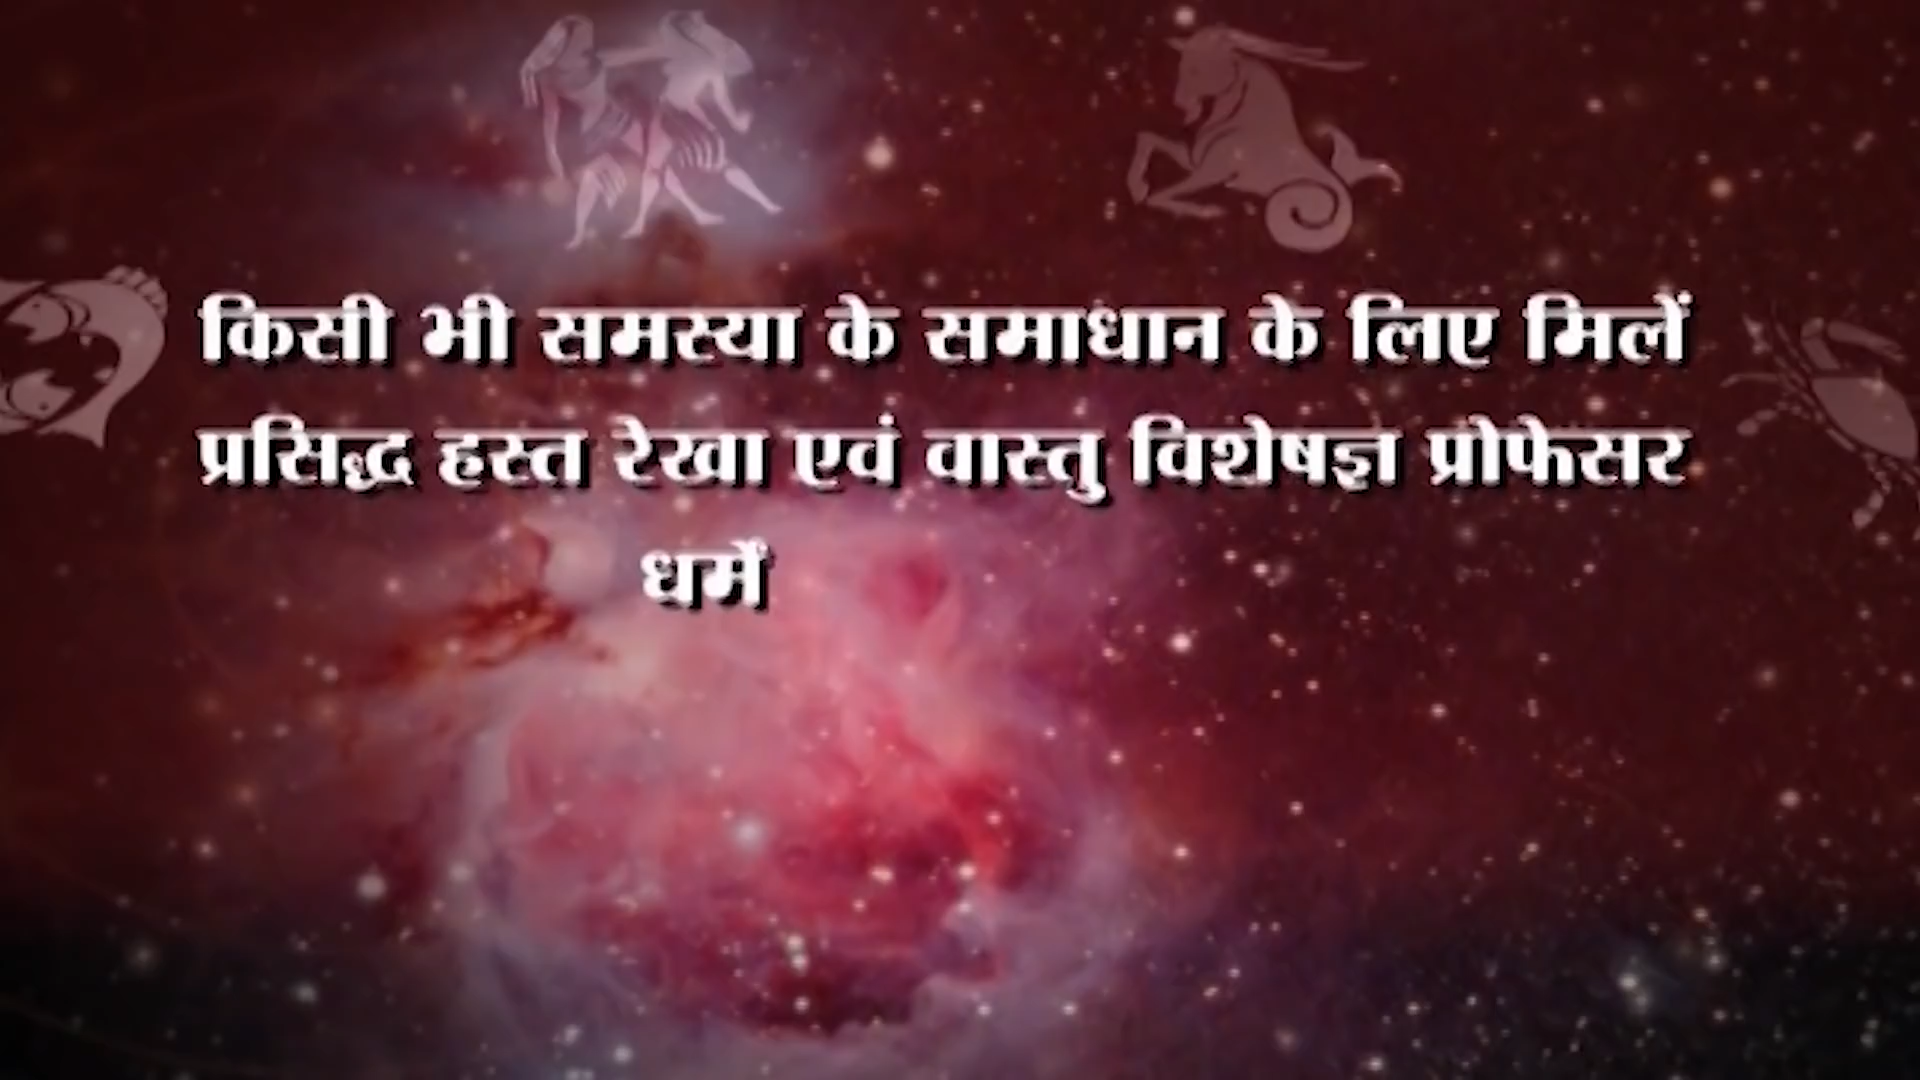 किसी भी समस्या के समाधान के लिए मिलें
प्रसिद्ध हस्त रेखा एवं वास्तु विशेषज्ञ प्रोफेसर
धर्में